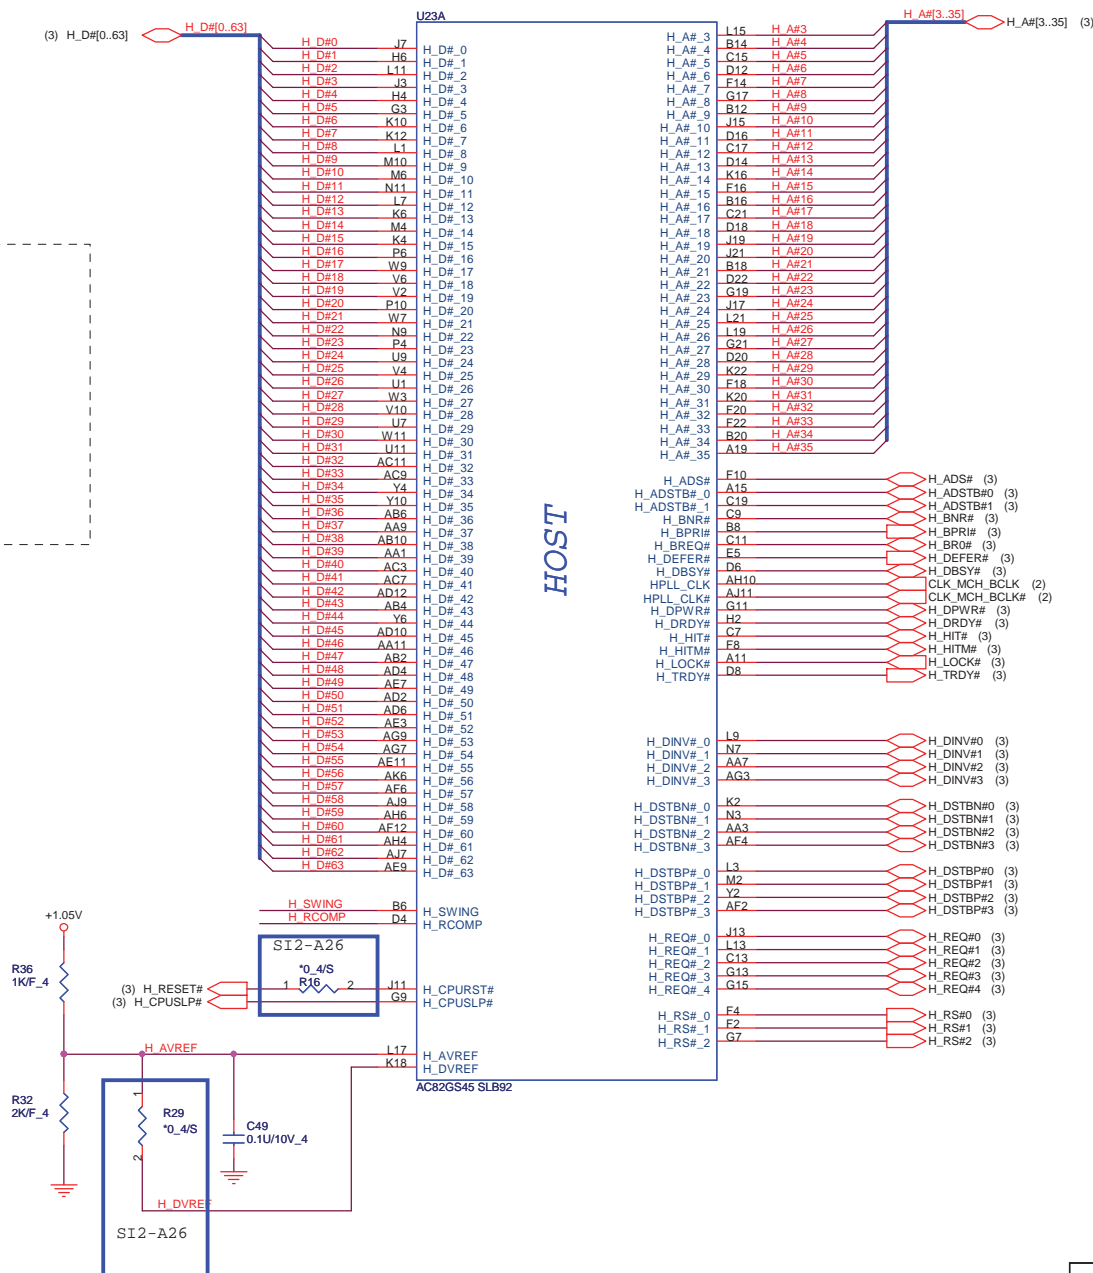 U23A
(3) H_D#[0..63] H_D#[0..63]
H_A#[3..35] H_A#[3..35] (3)
H_D#0 J7 H_D#_0
H_D#1 H6 H_D#_1
H_D#2 L11 H_D#_2
H_D#3 J3 H_D#_3
H_D#4 H4 H_D#_4
H_D#5 G3 H_D#_5
H_D#6 K10 H_D#_6
H_D#7 K12 H_D#_7
H_D#8 L1 H_D#_8
H_D#9 M10 H_D#_9
H_D#10 M6 H_D#_10
H_D#11 N11 H_D#_11
H_D#12 L7 H_D#_12
H_D#13 K6 H_D#_13
H_D#14 M4 H_D#_14
H_D#15 K4 H_D#_15
H_D#16 P6 H_D#_16
H_D#17 W9 H_D#_17
H_D#18 V6 H_D#_18
H_D#19 V2 H_D#_19
H_D#20 P10 H_D#_20
H_D#21 W7 H_D#_21
H_D#22 N9 H_D#_22
H_D#23 P4 H_D#_23
H_D#24 U9 H_D#_24
H_D#25 V4 H_D#_25
H_D#26 U1 H_D#_26
H_D#27 W3 H_D#_27
H_D#28 V10 H_D#_28
H_D#29 U7 H_D#_29
H_D#30 W11 H_D#_30
H_D#31 U11 H_D#_31
H_D#32 AC11 H_D#_32
H_D#33 AC9 H_D#_33
H_D#34 Y4 H_D#_34
H_D#35 Y10 H_D#_35
H_D#36 AB6 H_D#_36
H_D#37 AA9 H_D#_37
H_D#38 AB10 H_D#_38
H_D#39 AA1 H_D#_39
H_D#40 AC3 H_D#_40
H_D#41 AC7 H_D#_41
H_D#42 AD12 H_D#_42
H_D#43 AB4 H_D#_43
H_D#44 Y6 H_D#_44
H_D#45 AD10 H_D#_45
H_D#46 AA11 H_D#_46
H_D#47 AB2 H_D#_47
H_D#48 AD4 H_D#_48
H_D#49 AE7 H_D#_49
H_D#50 AD2 H_D#_50
H_D#51 AD6 H_D#_51
H_D#52 AE3 H_D#_52
H_D#53 AG9 H_D#_53
H_D#54 AG7 H_D#_54
H_D#55 AE11 H_D#_55
H_D#56 AK6 H_D#_56
H_D#57 AF6 H_D#_57
H_D#58 AJ9 H_D#_58
H_D#59 AH6 H_D#_59
H_D#60 AF12 H_D#_60
H_D#61 AH4 H_D#_61
H_D#62 AJ7 H_D#_62
H_D#63 AE9 H_D#_63
H_SWING B6 H_SWING
H_RCOMP D4 H_RCOMP
SI2-A26
*0_4/S
(3) H_RESET# 1 R16 2 J11 H_CPURST#
(3) H_CPUSLP# G9 H_CPUSLP#
H_AVREF L17 H_AVREF
K18 H_DVREF
HOST
H_A#_3 L15 H_A#3
H_A#_4 B14 H_A#4
H_A#_5 C15 H_A#5
H_A#_6 D12 H_A#6
H_A#_7 F14 H_A#7
H_A#_8 G17 H_A#8
H_A#_9 B12 H_A#9
H_A#_10 J15 H_A#10
H_A#_11 D16 H_A#11
H_A#_12 C17 H_A#12
H_A#_13 D14 H_A#13
H_A#_14 K16 H_A#14
H_A#_15 F16 H_A#15
H_A#_16 B16 H_A#16
H_A#_17 C21 H_A#17
H_A#_18 D18 H_A#18
H_A#_19 J19 H_A#19
H_A#_20 J21 H_A#20
H_A#_21 B18 H_A#21
H_A#_22 D22 H_A#22
H_A#_23 G19 H_A#23
H_A#_24 J17 H_A#24
H_A#_25 L21 H_A#25
H_A#_26 L19 H_A#26
H_A#_27 G21 H_A#27
H_A#_28 D20 H_A#28
H_A#_29 K22 H_A#29
H_A#_30 F18 H_A#30
H_A#_31 K20 H_A#31
H_A#_32 F20 H_A#32
H_A#_33 F22 H_A#33
H_A#_34 B20 H_A#34
H_A#_35 A19 H_A#35
H_ADS# F10 H_ADS# (3)
H_ADSTB#_0 A15 H_ADSTB#0 (3)
H_ADSTB#_1 C19 H_ADSTB#1 (3)
H_BNR# C9 H_BNR# (3)
H_BPRI# B8 H_BPRI# (3)
H_BREQ# C11 H_BR0# (3)
H_DEFER# E5 H_DEFER# (3)
H_DBSY# D6 H_DBSY# (3)
HPLL_CLK AH10 CLK_MCH_BCLK (2)
HPLL_CLK# AJ11 CLK_MCH_BCLK# (2)
H_DPWR# G11 H_DPWR# (3)
H_DRDY# H2 H_DRDY# (3)
H_HIT# C7 H_HIT# (3)
H_HITM# F8 H_HITM# (3)
H_LOCK# A11 H_LOCK# (3)
H_TRDY# D8 H_TRDY# (3)
H_DINV#_0 L9 H_DINV#0 (3)
H_DINV#_1 N7 H_DINV#1 (3)
H_DINV#_2 AA7 H_DINV#2 (3)
H_DINV#_3 AG3 H_DINV#3 (3)
H_DSTBN#_0 K2 H_DSTBN#0 (3)
H_DSTBN#_1 N3 H_DSTBN#1 (3)
H_DSTBN#_2 AA3 H_DSTBN#2 (3)
H_DSTBN#_3 AF4 H_DSTBN#3 (3)
H_DSTBP#_0 L3 H_DSTBP#0 (3)
H_DSTBP#_1 M2 H_DSTBP#1 (3)
H_DSTBP#_2 Y2 H_DSTBP#2 (3)
H_DSTBP#_3 AF2 H_DSTBP#3 (3)
H_REQ#_0 J13 H_REQ#0 (3)
H_REQ#_1 L13 H_REQ#1 (3)
H_REQ#_2 C13 H_REQ#2 (3)
H_REQ#_3 G13 H_REQ#3 (3)
H_REQ#_4 G15 H_REQ#4 (3)
H_RS#_0 F4 H_RS#0 (3)
H_RS#_1 F2 H_RS#1 (3)
H_RS#_2 G7 H_RS#2 (3)
AC82GS45 SLB92
+1.05V
R36
1K/F_4
R32
2K/F_4
1
R29
*0_4/S
2
C49
0.1U/10V_4
H_DVREF
SI2-A26